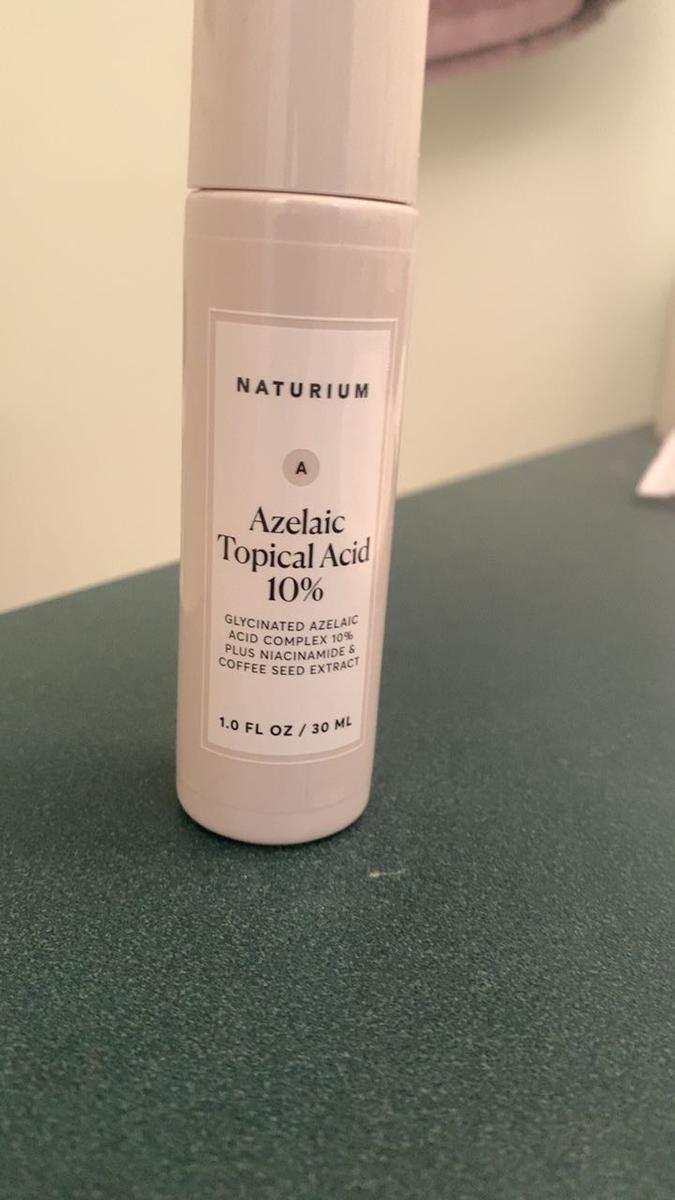 NATURIUM
A
Azelaic
Topical Acid
10%
GLYCINATED AZELAIC
ACID COMPLEX 10%
PLUS NIACINAMIDE &
COFFEE SEED EXTRACT
1.0 FL OZ / 30 ML